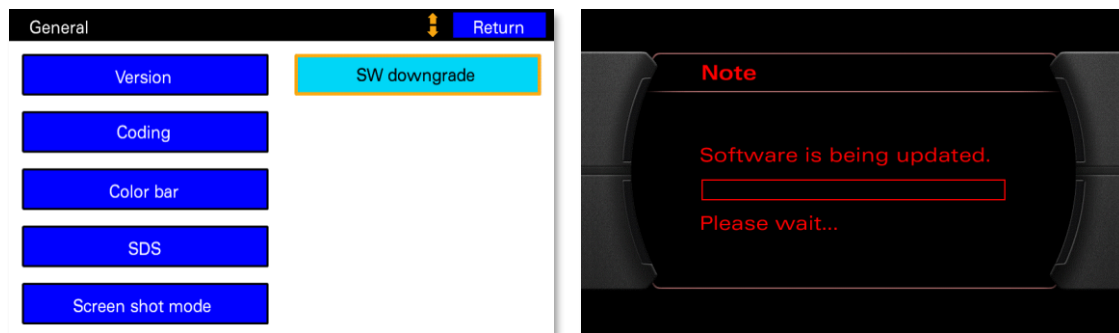 General
Return
Version
SW downgrade
Coding
Color bar
SDS
Screen shot mode
Note
Software is being updated.
Please wait...